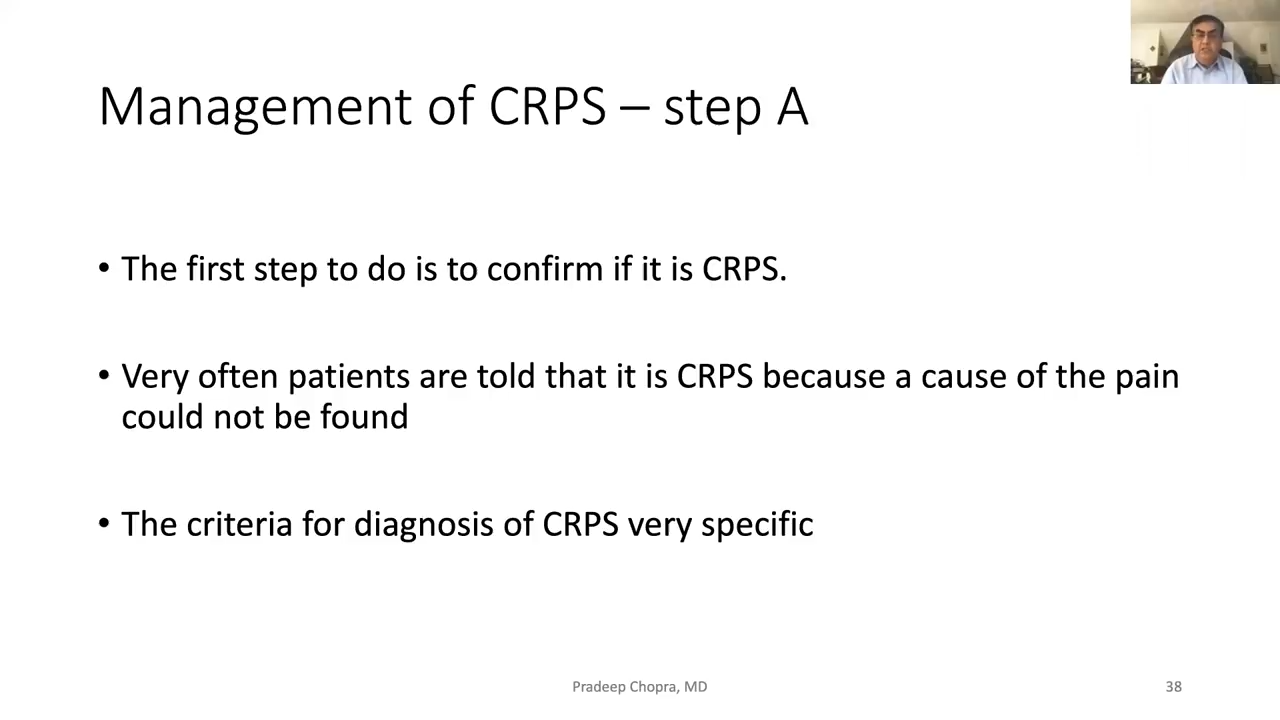 Management of CRPS – step A
• The first step to do is to confirm if it is CRPS.
• Very often patients are told that it is CRPS because a cause of the pain
could not be found
• The criteria for diagnosis of CRPS very specific
Pradeep Chopra, MD
38